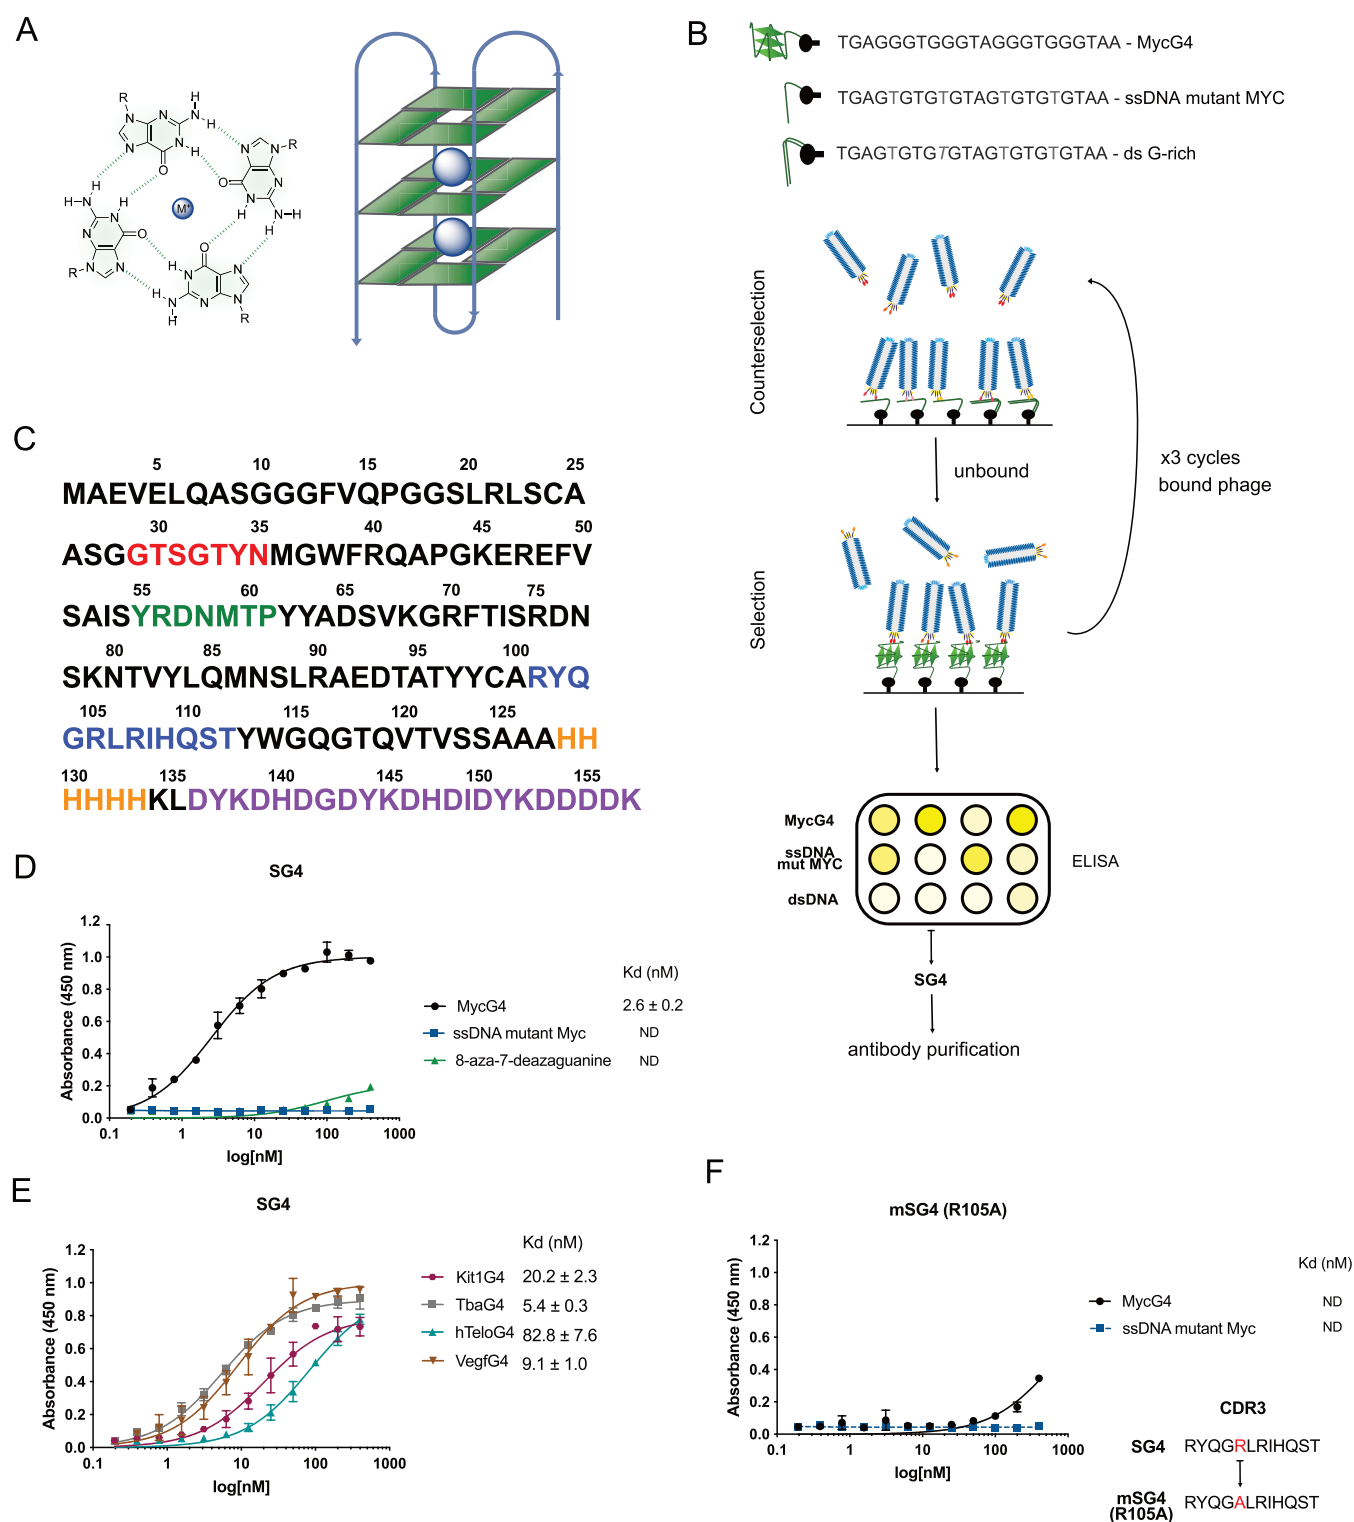 A
R
N
N
N
N
H
N
H
H
O
R
N
N
N
O
N
N
H
H
N
H
M+
H
H
N
H
N
N
O
N
N
R
O
H
N
N
N
N
H
N
H
R
B
TGAGGGTGGGTAGGGTGGGTAA - MycG4
TGAGTGTGTGTAGTGTGTGTAA - ssDNA mutant MYC
TGAGTGTGTGTAGTGTGTGTAA - ds G-rich
Counterselection
unbound
x3 cycles
bound phage
Selection
MycG4
ssDNA
mut MYC
dsDNA
ELISA
SG4
antibody purification
C
5 10 15 20 25
MAEVELQASGGGFVQPGGSLRLSCA
30 35 40 45 50
ASGGTSGTYNMGWFRQAPGKEREFV
55 60 65 70 75
SAISYRDNMTPYYADSVKGRFTISRDN
80 85 90 95 100
SKNTVYLQMNSLRAEDTATYYCARYQ
105 110 115 120 125
GRLRIHQSTYWGQGTQVTVSSAAAHH
130 135 140 145 150 155
HHHHKLDYKDHDGDYKDHDIDYKDDDDK
D
SG4
Absorbance (450 nm)
1.2
1.0
0.8
0.6
0.4
0.2
0.0
0.1 1 10 100 1000
log[nM]
Kd (nM)
MycG4 2.6 ± 0.2
ssDNA mutant Myc ND
8-aza-7-deazaguanine ND
E
SG4
Absorbance (450 nm)
1.2
1.0
0.8
0.6
0.4
0.2
0.0
0.1 1 10 100 1000
log[nM]
Kd (nM)
Kit1G4 20.2 ± 2.3
TbaG4 5.4 ± 0.3
hTeloG4 82.8 ± 7.6
VegfG4 9.1 ± 1.0
F
mSG4 (R105A)
Absorbance (450 nm)
1.2
1.0
0.8
0.6
0.4
0.2
0.0
0.1 1 10 100 1000
log[nM]
Kd (nM)
MycG4 ND
ssDNA mutant Myc ND
CDR3
SG4 RYQGRLRIHQST
mSG4 RYQGALRIHQST
(R105A)